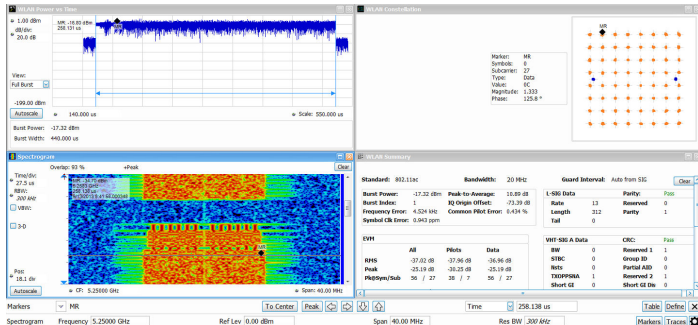 WLAN Power vs Time
1.00 dBm
dB/div:
20.0 dB
MR: -16.80 dBm
258.131 us
MR
View:
Full Burst
-199.00 dBm
Autoscale
140.000 us
Scale: 550.000 us
Burst Power: -17.32 dBm
Burst Width: 440.000 us
WLAN Constellation
MR
Marker: MR
Symbols: 0
Subcarrier: 27
Type: Data
Value: 0C
Magnitude: 1.333
Phase: 125.8 °
Spectrogram
Overlap: 93 %
+Peak
Clear
Time/div:
27.5 us
RBW:
300 kHz
VBW:
3-D
Pos:
18.1 div
Autoscale
MR
CF: 5.25000 GHz
Span: 40.00 MHz
WLAN Summary
Standard: 802.11ac
Bandwidth: 20 MHz
Guard Interval: Auto from SIG
Clear
Burst Power: -17.32 dBm
Peak-to-Average: 10.89 dB
Burst Index: 1
IQ Origin Offset: -73.39 dB
Frequency Error: 4.524 kHz
Common Pilot Error: 0.434 %
Symbol Clk Error: 0.943 ppm
L-SIG Data
Parity: Pass
Rate 13
Reserved 0
Length 312
Parity 1
Tail 0
EVM
All Pilots Data
RMS -37.02 dB -37.96 dB -36.96 dB
Peak -25.19 dB -30.25 dB -25.19 dB
Pk@Sym/Sub 56 / 27 38 / 7 56 / 27
VHT-SIG A Data
CRC: Pass
BW 0
Reserved 1 1
STBC 0
Group ID 0
Nsts 0
Partial AID 0
TXOPPSNA 1
Reserved 2 1
Short GI 0
Short GI Dis 0
Markers
MR
To Center
Peak
Time
258.138 us
Table
Define
Spectrogram
Frequency 5.25000 GHz
Ref Lev 0.00 dBm
Span 40.00 MHz
Res BW 300 kHz
Markers
Traces